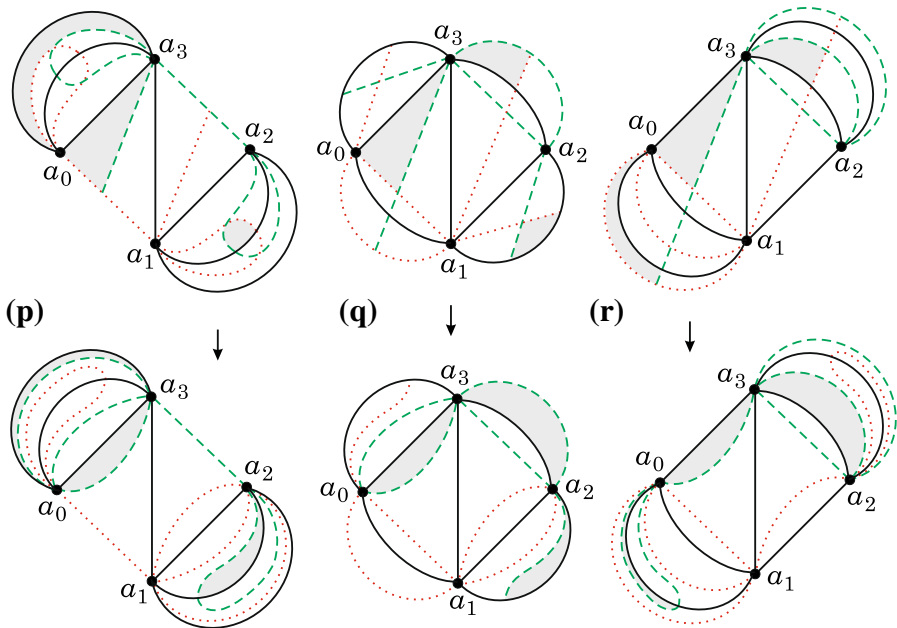 a₃ a₀ a₂ a₁
a₃ a₀ a₂ a₁
a₃ a₀ a₂ a₁
(p) (q) (r)
a₃ a₀ a₂ a₁
a₃ a₀ a₂ a₁
a₃ a₀ a₂ a₁